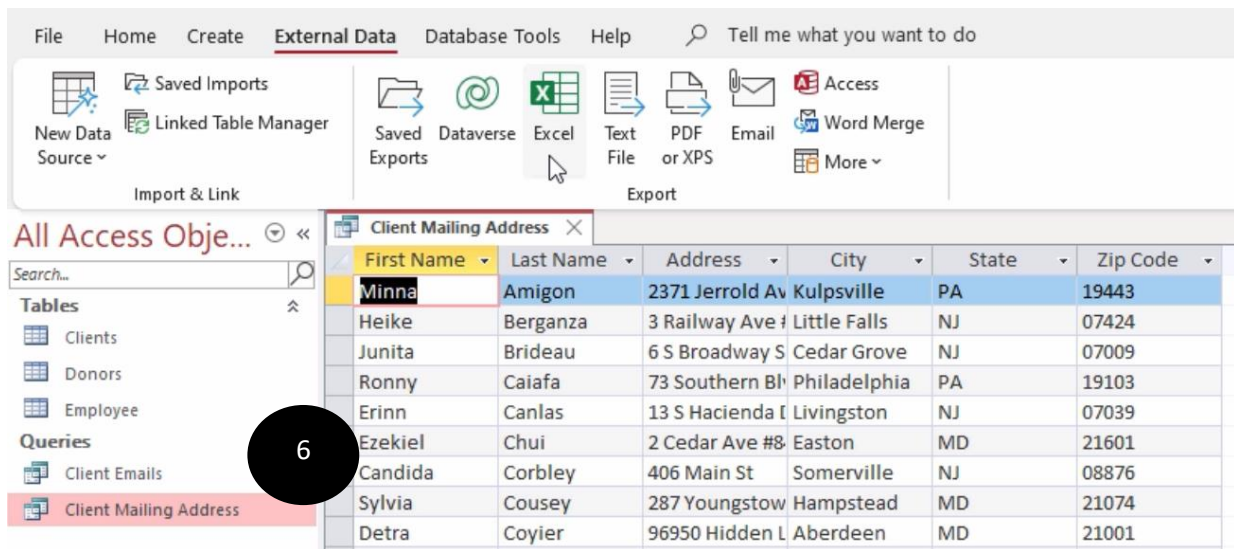 File Home Create External Data Database Tools Help Tell me what you want to do
New Data Source
Saved Imports
Linked Table Manager
Import & Link
Saved Exports
Dataverse
Excel
Text File
PDF or XPS
Email
Access
Word Merge
More
Export
All Access Obje...
Search...
Tables
Clients
Donors
Employee
Queries
Client Emails
Client Mailing Address
6
Client Mailing Address
First Name Last Name Address City State Zip Code
Minna Amigon 2371 Jerrold Av Kulpsville PA 19443
Heike Berganza 3 Railway Ave # Little Falls NJ 07424
Junita Brideau 6 S Broadway S Cedar Grove NJ 07009
Ronny Caiafa 73 Southern Blv Philadelphia PA 19103
Erinn Canlas 13 S Hacienda Livingston NJ 07039
Ezekiel Chui 2 Cedar Ave #8 Easton MD 21601
Candida Corbley 406 Main St Somerville NJ 08876
Sylvia Cousey 287 Youngstow Hampstead MD 21074
Detra Coyier 96950 Hidden L Aberdeen MD 21001